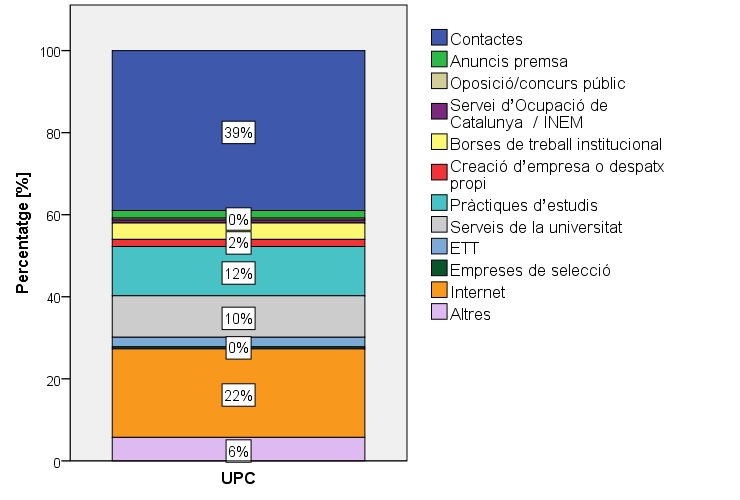 Percentatge [%]
100
80
60
40
20
0
39%
0%
2%
12%
10%
0%
22%
6%
UPC
Contactes
Anuncis premsa
Oposició/concurs públic
Servei d'Ocupació de
Catalunya / INEM
Borses de treball institucional
Creació d'empresa o despatx
propi
Pràctiques d'estudis
Serveis de la universitat
ETT
Empreses de selecció
Internet
Altres